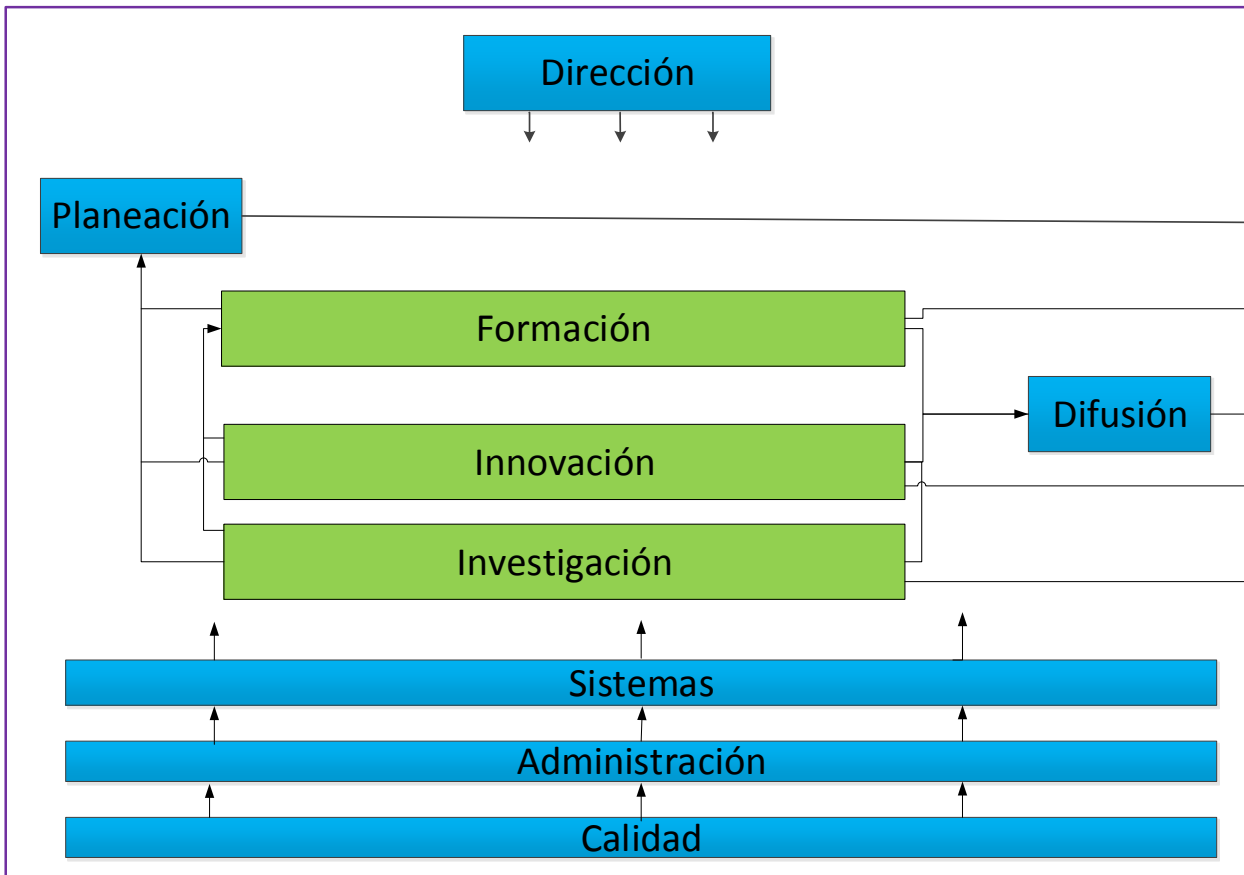 Dirección
Planeación
Formación
Difusión
Innovación
Investigación
Sistemas
Administración
Calidad